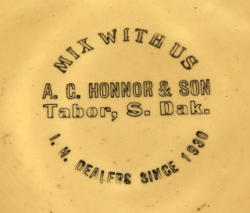 MIX WITH US
A. C. HONNOR & SON
Tabor, S. Dak.
I. H. DEALERS SINCE 1930